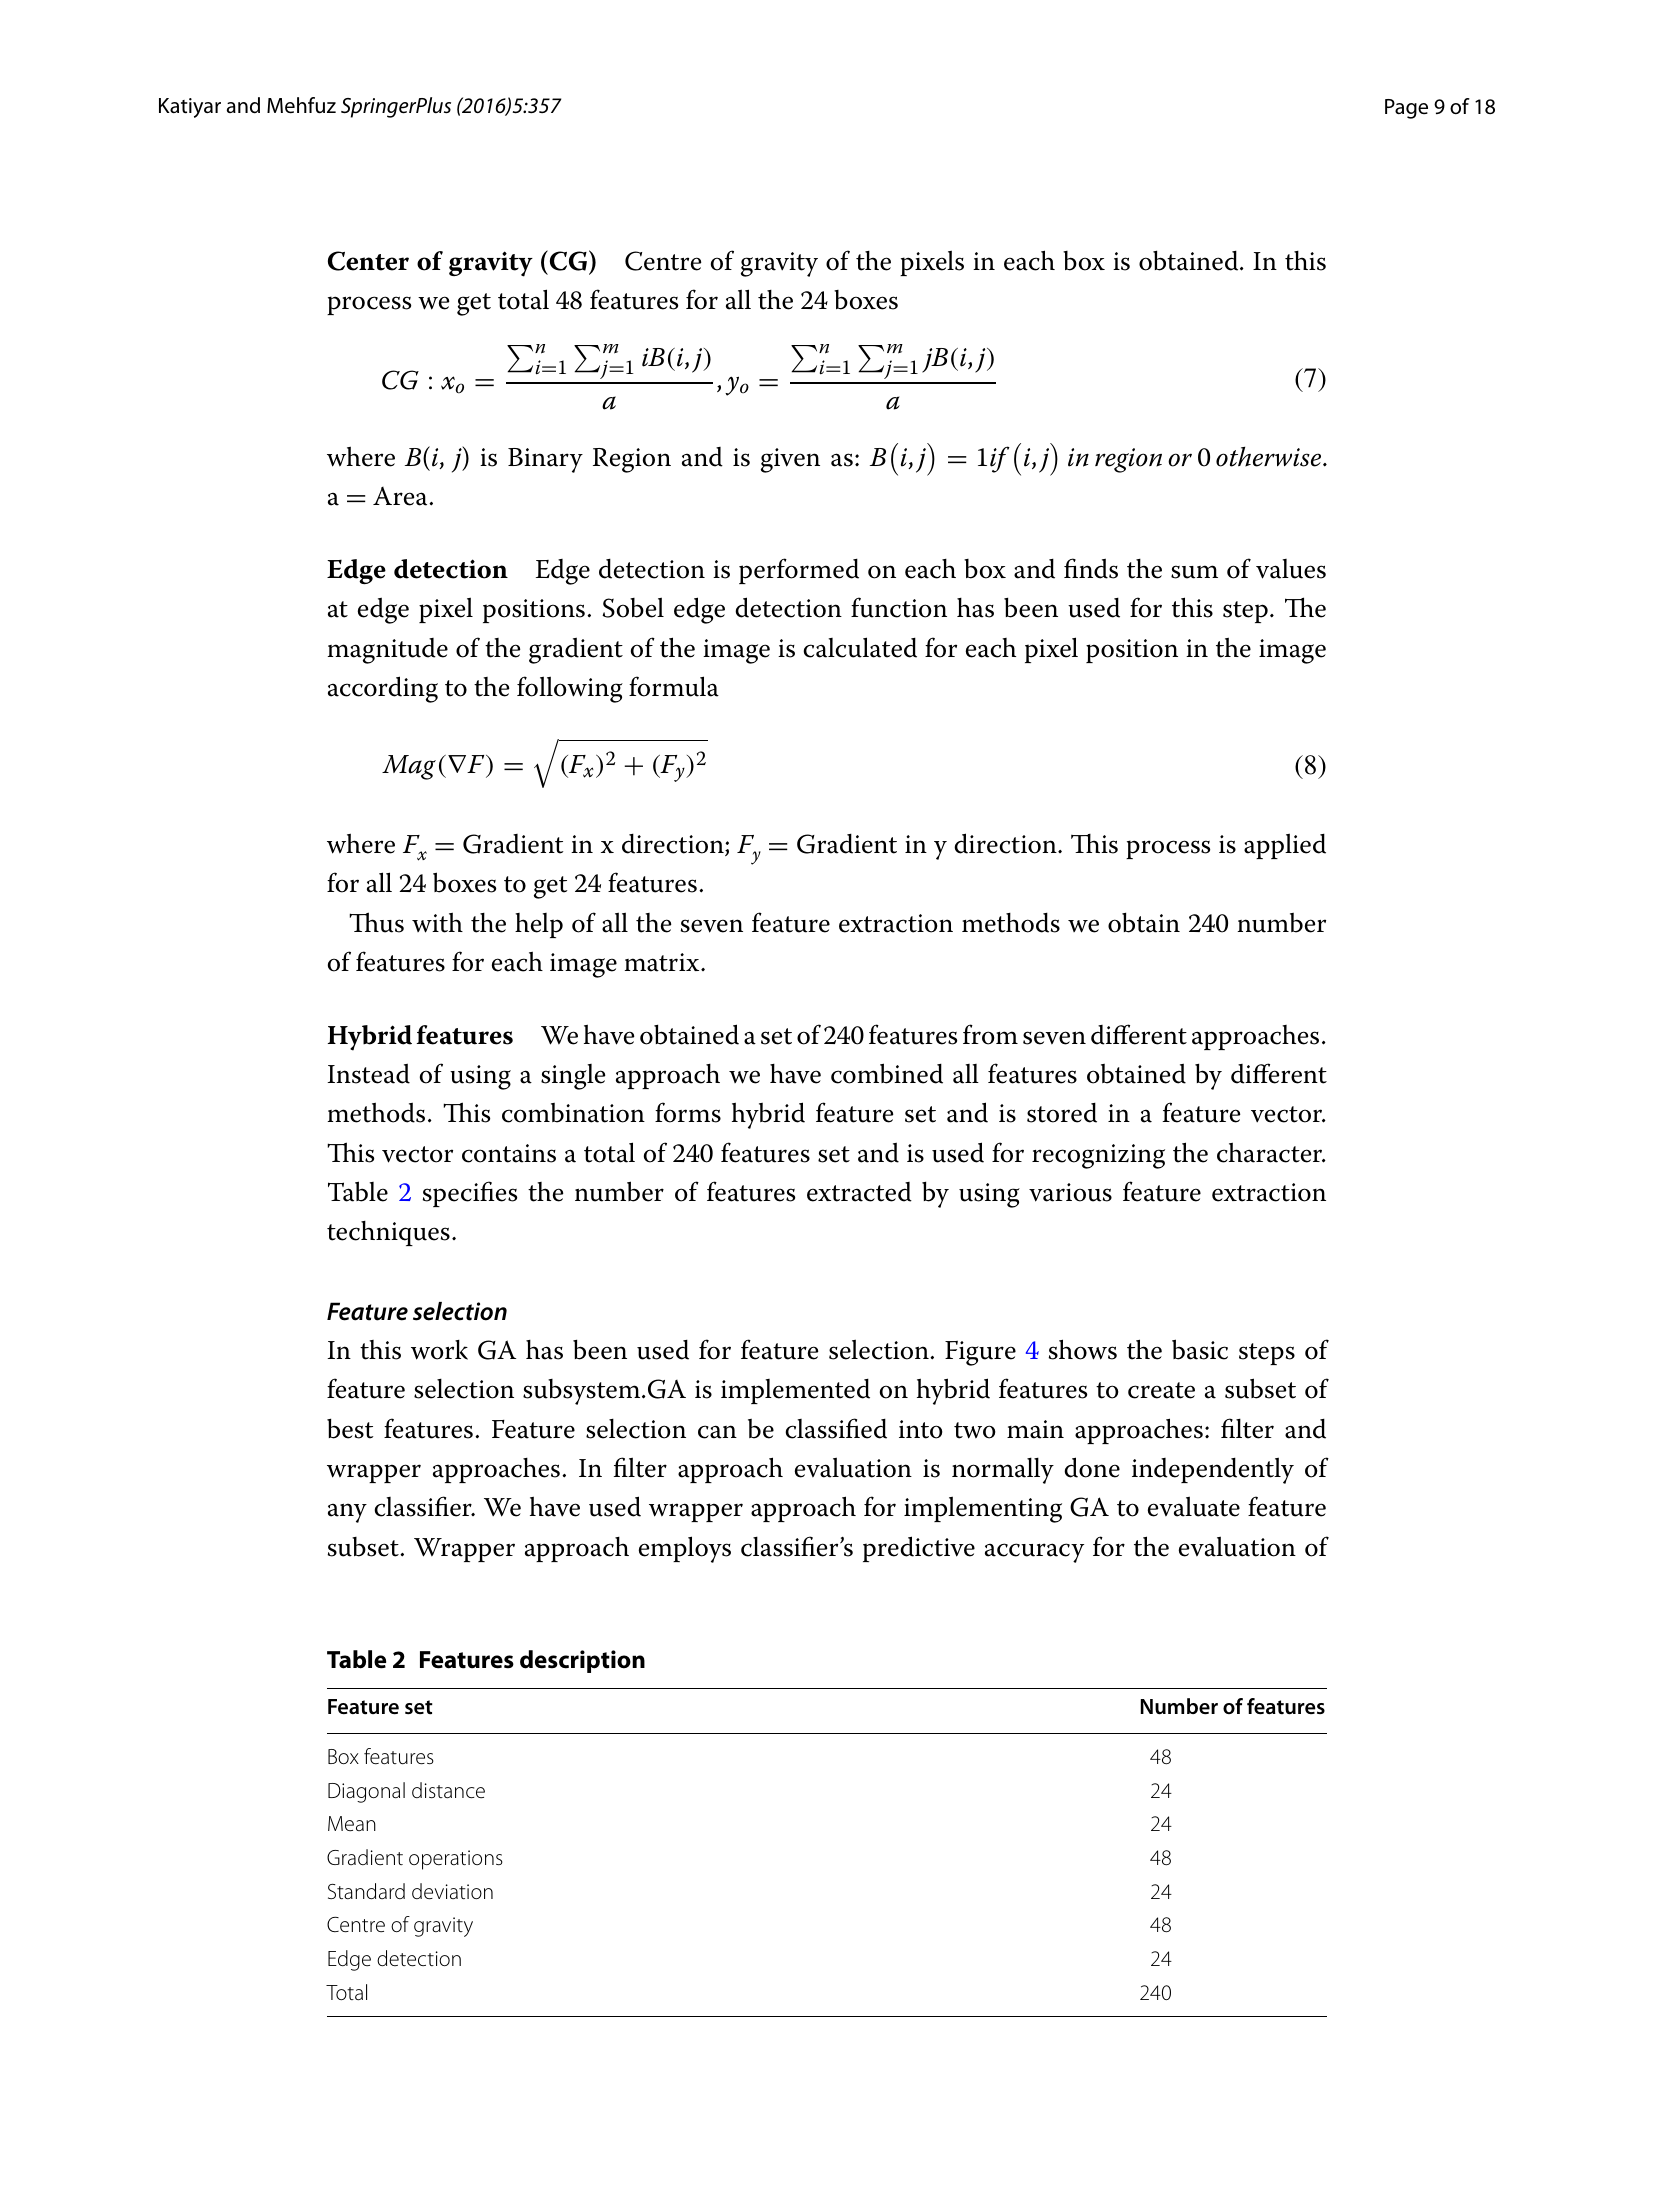 Katiyar and Mehfuz SpringerPlus (2016)5:357
Page 9 of 18
Center of gravity (CG) Centre of gravity of the pixels in each box is obtained. In this
process we get total 48 features for all the 24 boxes
CG : x_o = \frac{\sum_{i=1}^{n} \sum_{j=1}^{m} iB(i,j)}{a}, y_o = \frac{\sum_{i=1}^{n} \sum_{j=1}^{m} jB(i,j)}{a} (7)
where B(i, j) is Binary Region and is given as: B(i,j) = 1if (i,j) in region or 0 otherwise.
a = Area.
Edge detection Edge detection is performed on each box and finds the sum of values
at edge pixel positions. Sobel edge detection function has been used for this step. The
magnitude of the gradient of the image is calculated for each pixel position in the image
according to the following formula
Mag(∇F) = \sqrt{(F_x)^2 + (F_y)^2} (8)
where F_x = Gradient in x direction; F_y = Gradient in y direction. This process is applied
for all 24 boxes to get 24 features.
Thus with the help of all the seven feature extraction methods we obtain 240 number
of features for each image matrix.
Hybrid features We have obtained a set of 240 features from seven different approaches.
Instead of using a single approach we have combined all features obtained by different
methods. This combination forms hybrid feature set and is stored in a feature vector.
This vector contains a total of 240 features set and is used for recognizing the character.
Table 2 specifies the number of features extracted by using various feature extraction
techniques.
Feature selection
In this work GA has been used for feature selection. Figure 4 shows the basic steps of
feature selection subsystem.GA is implemented on hybrid features to create a subset of
best features. Feature selection can be classified into two main approaches: filter and
wrapper approaches. In filter approach evaluation is normally done independently of
any classifier. We have used wrapper approach for implementing GA to evaluate feature
subset. Wrapper approach employs classifier's predictive accuracy for the evaluation of
Table 2 Features description
Feature set Number of features
Box features 48
Diagonal distance 24
Mean 24
Gradient operations 48
Standard deviation 24
Centre of gravity 48
Edge detection 24
Total 240